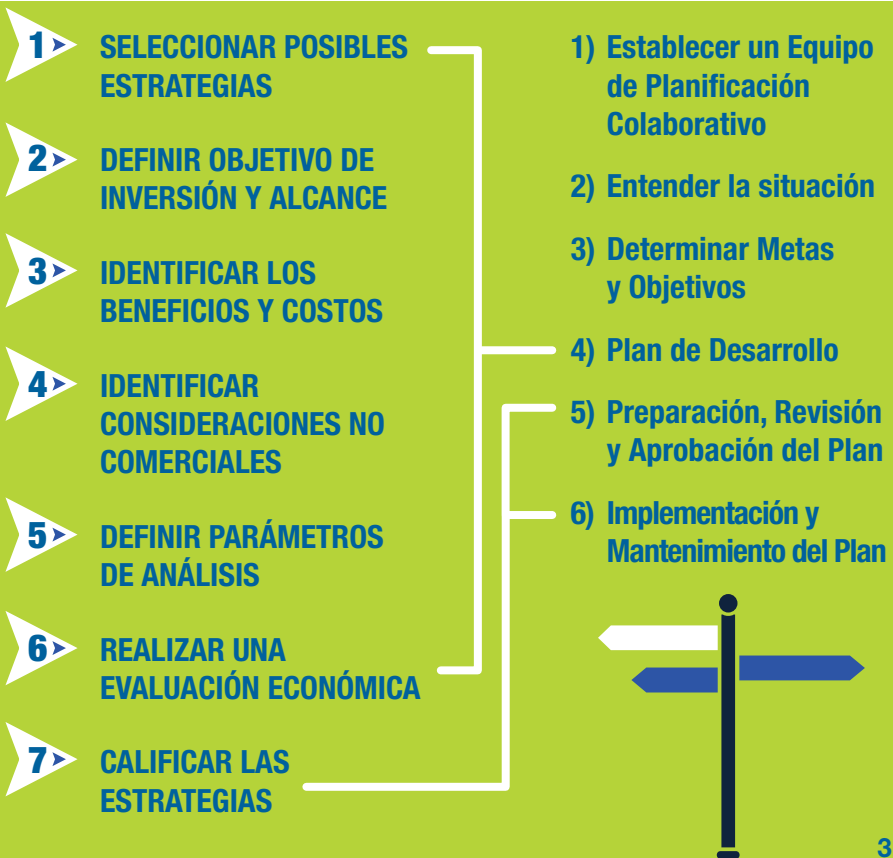 1
SELECCIONAR POSIBLES
ESTRATEGIAS
2
DEFINIR OBJETIVO DE
INVERSIÓN Y ALCANCE
3
IDENTIFICAR LOS
BENEFICIOS Y COSTOS
4
IDENTIFICAR
CONSIDERACIONES NO
COMERCIALES
5
DEFINIR PARÁMETROS
DE ANÁLISIS
6
REALIZAR UNA
EVALUACIÓN ECONÓMICA
7
CALIFICAR LAS
ESTRATEGIAS
1) Establecer un Equipo
de Planificación
Colaborativo
2) Entender la situación
3) Determinar Metas
y Objetivos
4) Plan de Desarrollo
5) Preparación, Revisión
y Aprobación del Plan
6) Implementación y
Mantenimiento del Plan
3